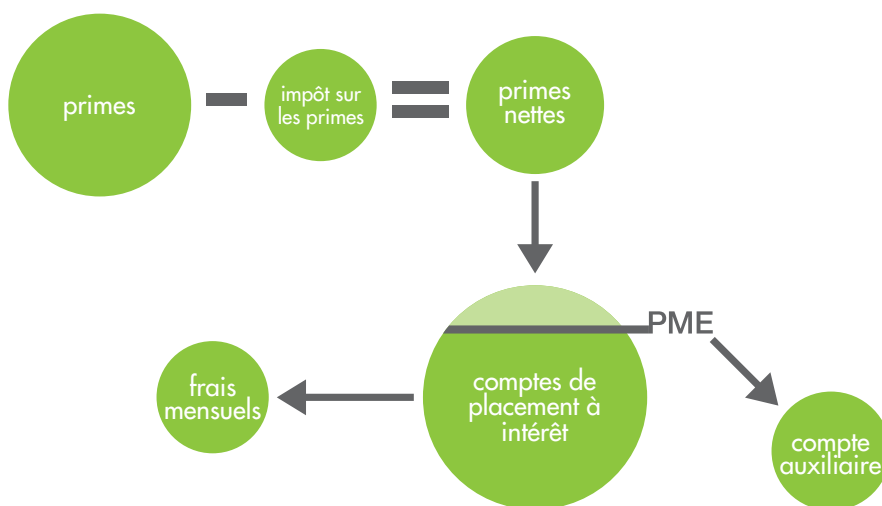 primes
impôt sur
les primes
primes
nettes
PME
frais
mensuels
comptes de
placement à
intérêt
compte
auxiliaire